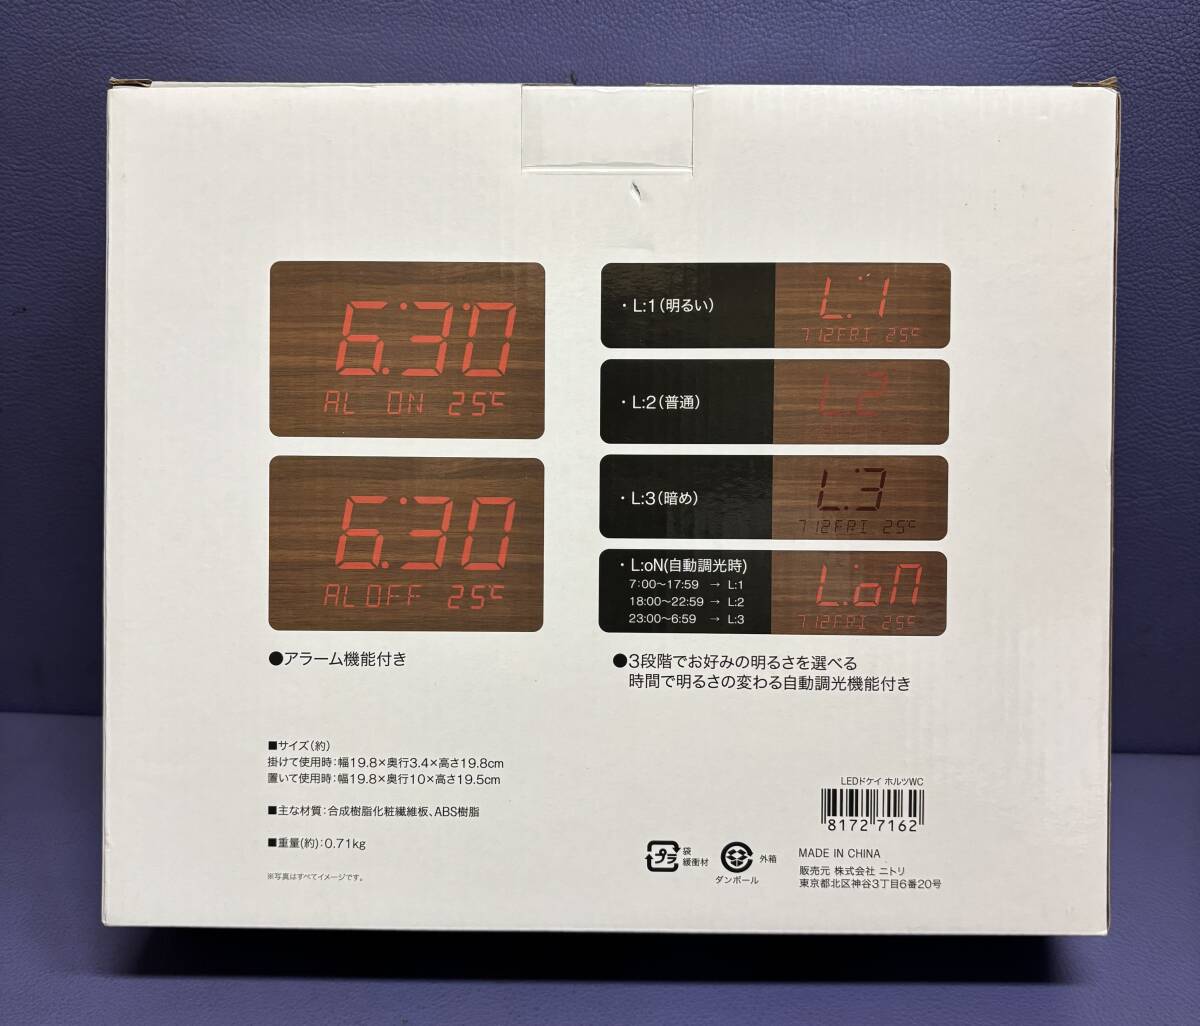 6:30
AL ON 25℃
6:30
AL OFF 25℃
●アラーム機能付き
・L:1(明るい)
L:1
7 12FRI 25℃
・L:2(普通)
L:2
・L:3(暗め)
L:3
7 12FRI 25℃
・L:oN(自動調光時)
7:00～17:59 → L:1
18:00～22:59 → L:2
23:00～6:59 → L:3
L:oN
7 12FRI 25℃
●3段階でお好みの明るさを選べる
時間で明るさの変わる自動調光機能付き
■サイズ(約)
掛けて使用時:幅19.8×奥行3.4×高さ19.8cm
置いて使用時:幅19.8×奥行10×高さ19.5cm
■主な材質:合成樹脂化粧繊維板、ABS樹脂
■重量(約):0.71kg
※写真はすべてイメージです。
LEDドケイ ホルツWC
8172 7162
プラ
袋
緩衝材
外箱
ダンボール
MADE IN CHINA
販売元 株式会社 ニトリ
東京都北区神谷3丁目6番20号